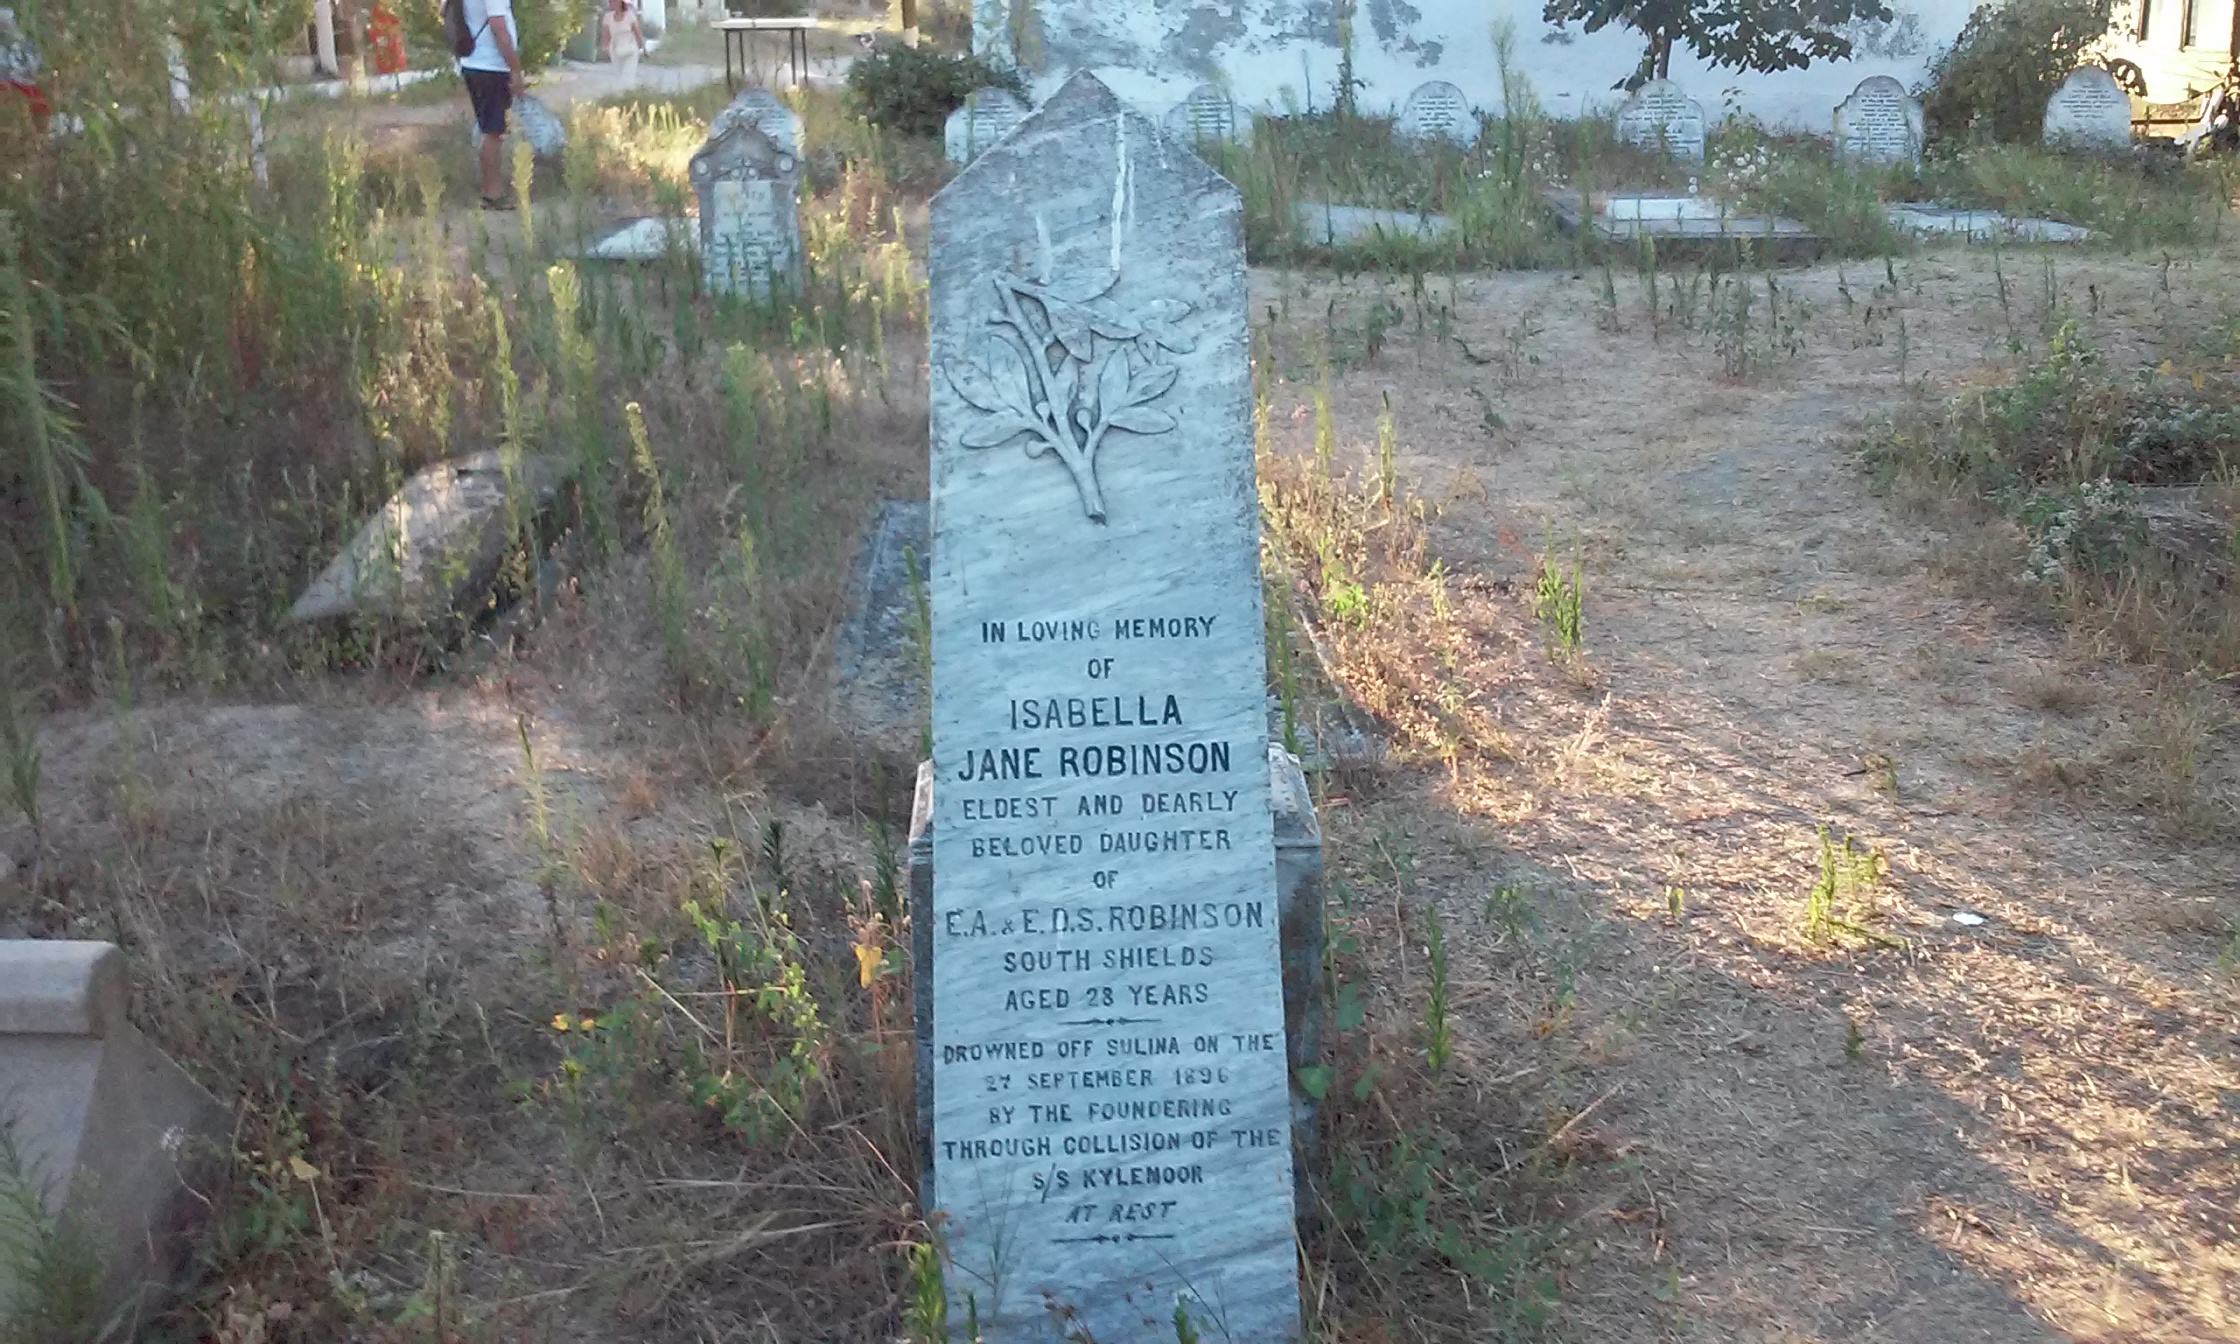 IN LOVING MEMORY
OF
ISABELLA
JANE ROBINSON
ELDEST AND DEARLY
BELOVED DAUGHTER
OF
E.A. & E.D.S. ROBINSON
SOUTH SHIELDS
AGED 28 YEARS
DROWNED OFF SULINA ON THE
27 SEPTEMBER 1896
BY THE FOUNDERING
THROUGH COLLISION OF THE
S/S KYLEMOOR
AT REST